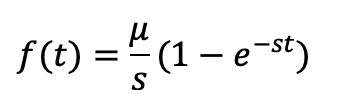 f(t) = μ/s (1 − e^{−st})